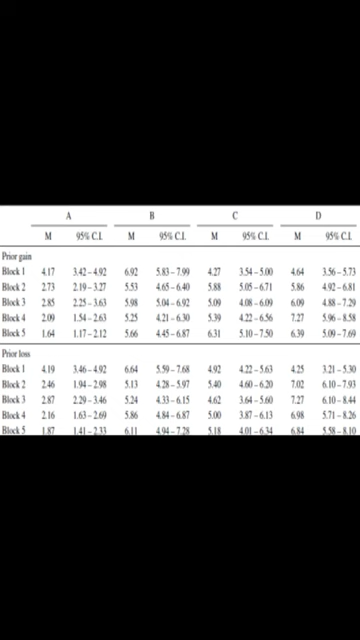 A B C D
M 95% C.I. M 95% C.I. M 95% C.I. M 95% C.I.
Prior gain
Block 1 4.17 3.42 – 4.92 6.92 5.83 – 7.99 4.27 3.54 – 5.00 4.64 3.56 – 5.73
Block 2 2.73 2.19 – 3.27 5.53 4.65 – 6.40 5.88 5.05 – 6.71 5.86 4.92 – 6.81
Block 3 2.85 2.25 – 3.63 5.98 5.04 – 6.92 5.09 4.08 – 6.09 6.09 4.88 – 7.29
Block 4 2.09 1.54 – 2.63 5.25 4.21 – 6.30 5.39 4.22 – 6.56 7.27 5.96 – 8.58
Block 5 1.64 1.17 – 2.12 5.66 4.45 – 6.87 6.31 5.10 – 7.50 6.39 5.09 – 7.69
Prior loss
Block 1 4.19 3.46 – 4.92 6.64 5.59 – 7.68 4.92 4.22 – 5.63 4.25 3.21 – 5.30
Block 2 2.46 1.94 – 2.98 5.13 4.28 – 5.97 5.40 4.60 – 6.20 7.02 6.10 – 7.93
Block 3 2.87 2.29 – 3.46 5.24 4.33 – 6.15 4.62 3.64 – 5.60 7.27 6.10 – 8.44
Block 4 2.16 1.63 – 2.69 5.86 4.84 – 6.87 5.00 3.87 – 6.13 6.98 5.71 – 8.26
Block 5 1.87 1.41 – 2.33 6.11 4.94 – 7.28 5.18 4.01 – 6.34 6.84 5.58 – 8.10